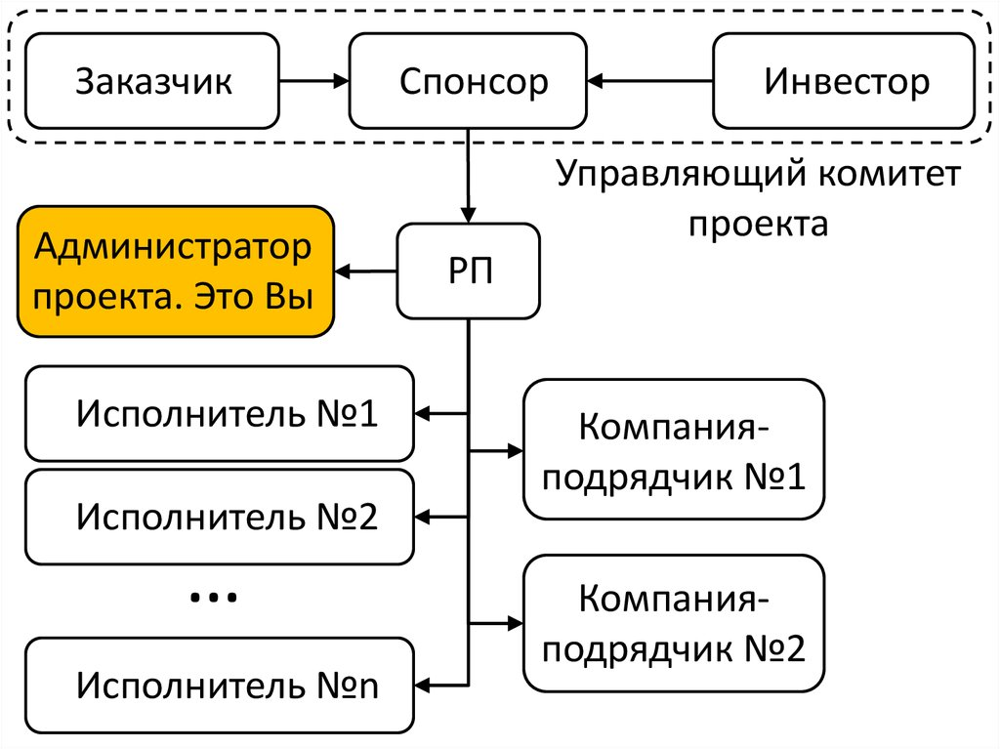 Заказчик
Спонсор
Инвестор
Управляющий комитет
проекта
Администратор
проекта. Это Вы
РП
Исполнитель №1
Компания-
подрядчик №1
Исполнитель №2
...
Компания-
подрядчик №2
Исполнитель №n